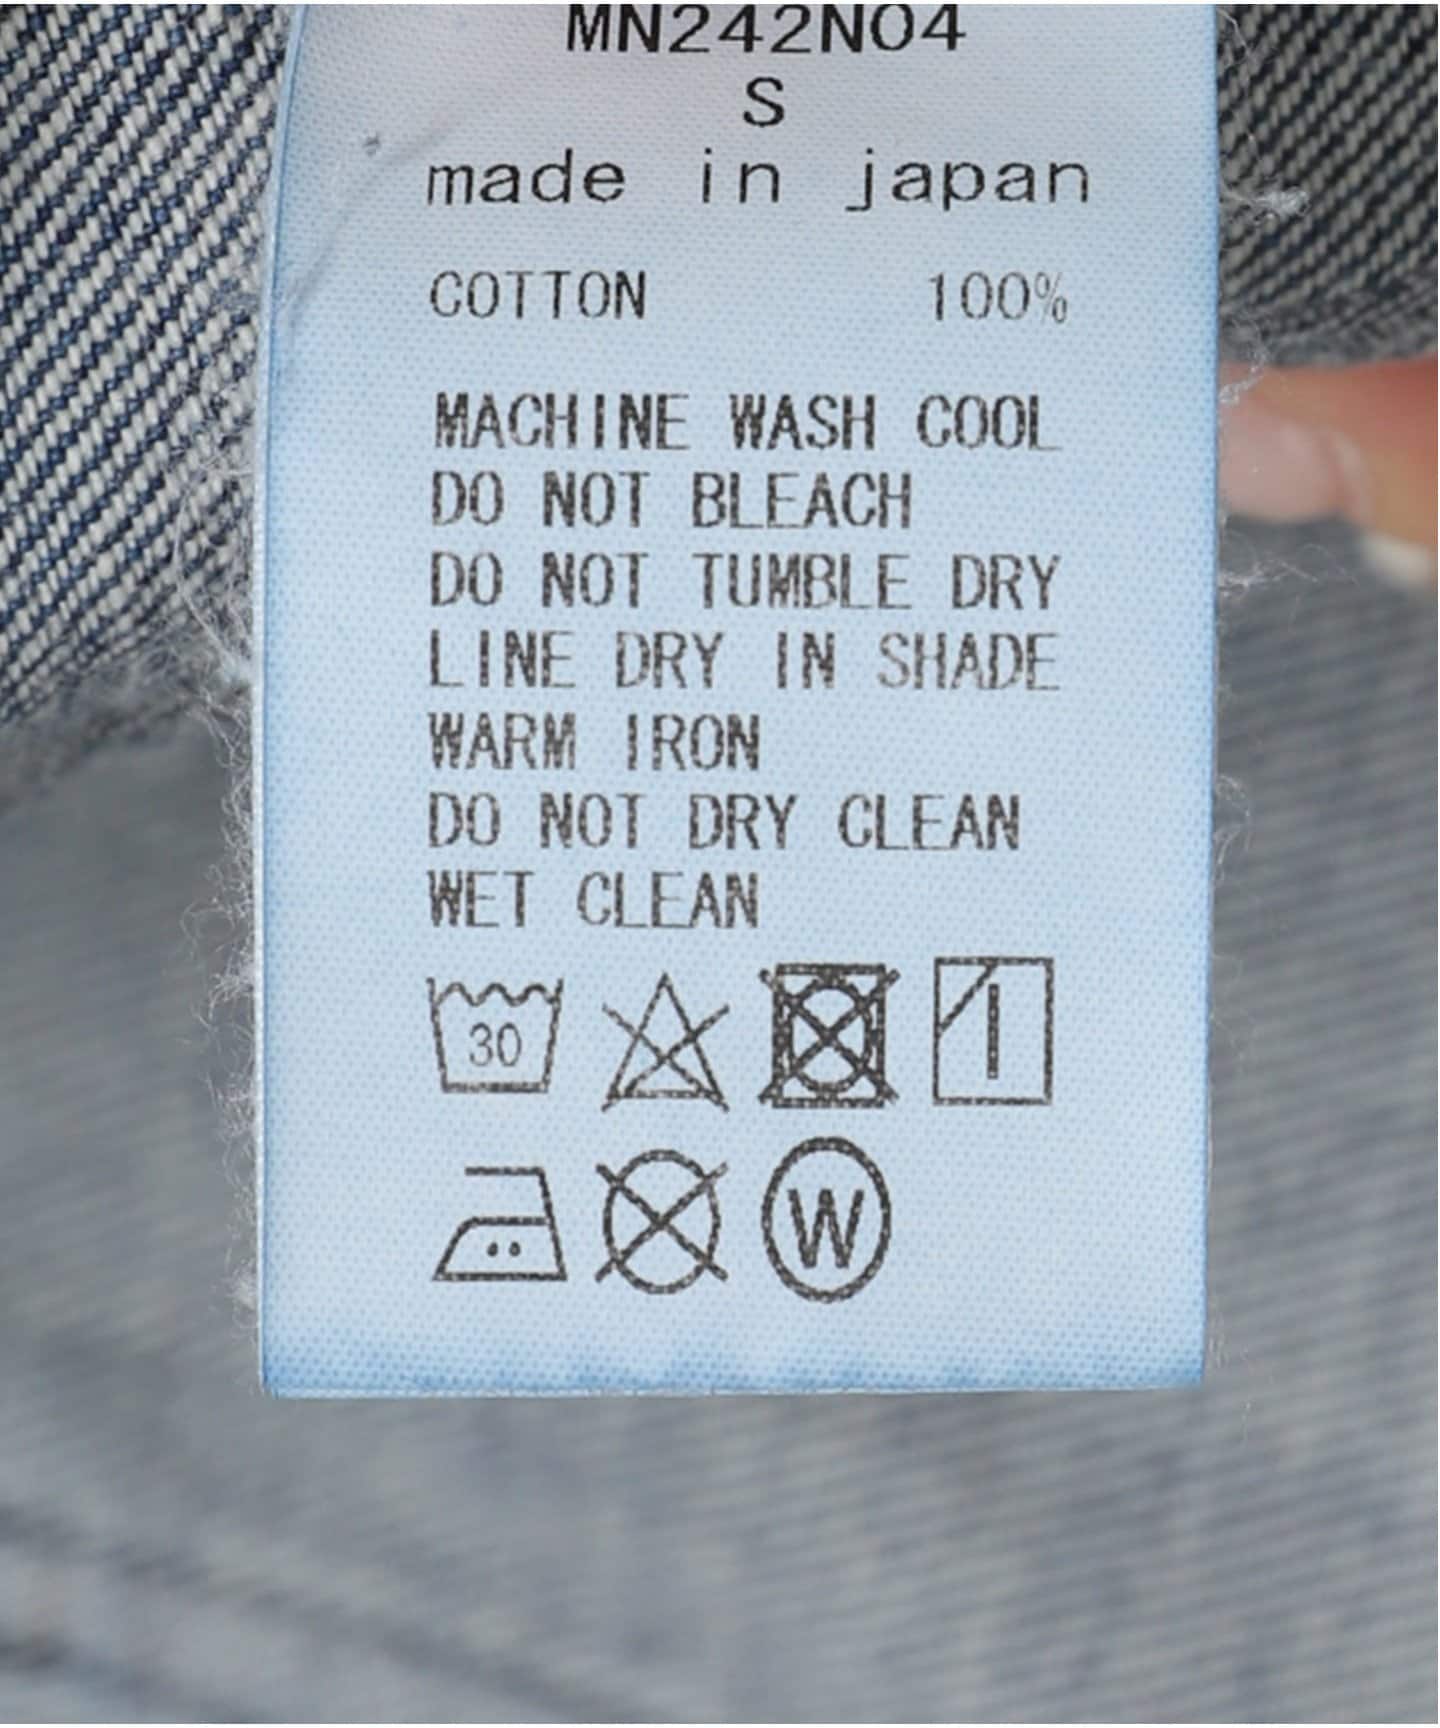 MN242N04
S
made in japan
COTTON 100%
MACHINE WASH COOL
DO NOT BLEACH
DO NOT TUMBLE DRY
LINE DRY IN SHADE
WARM IRON
DO NOT DRY CLEAN
WET CLEAN
30
W